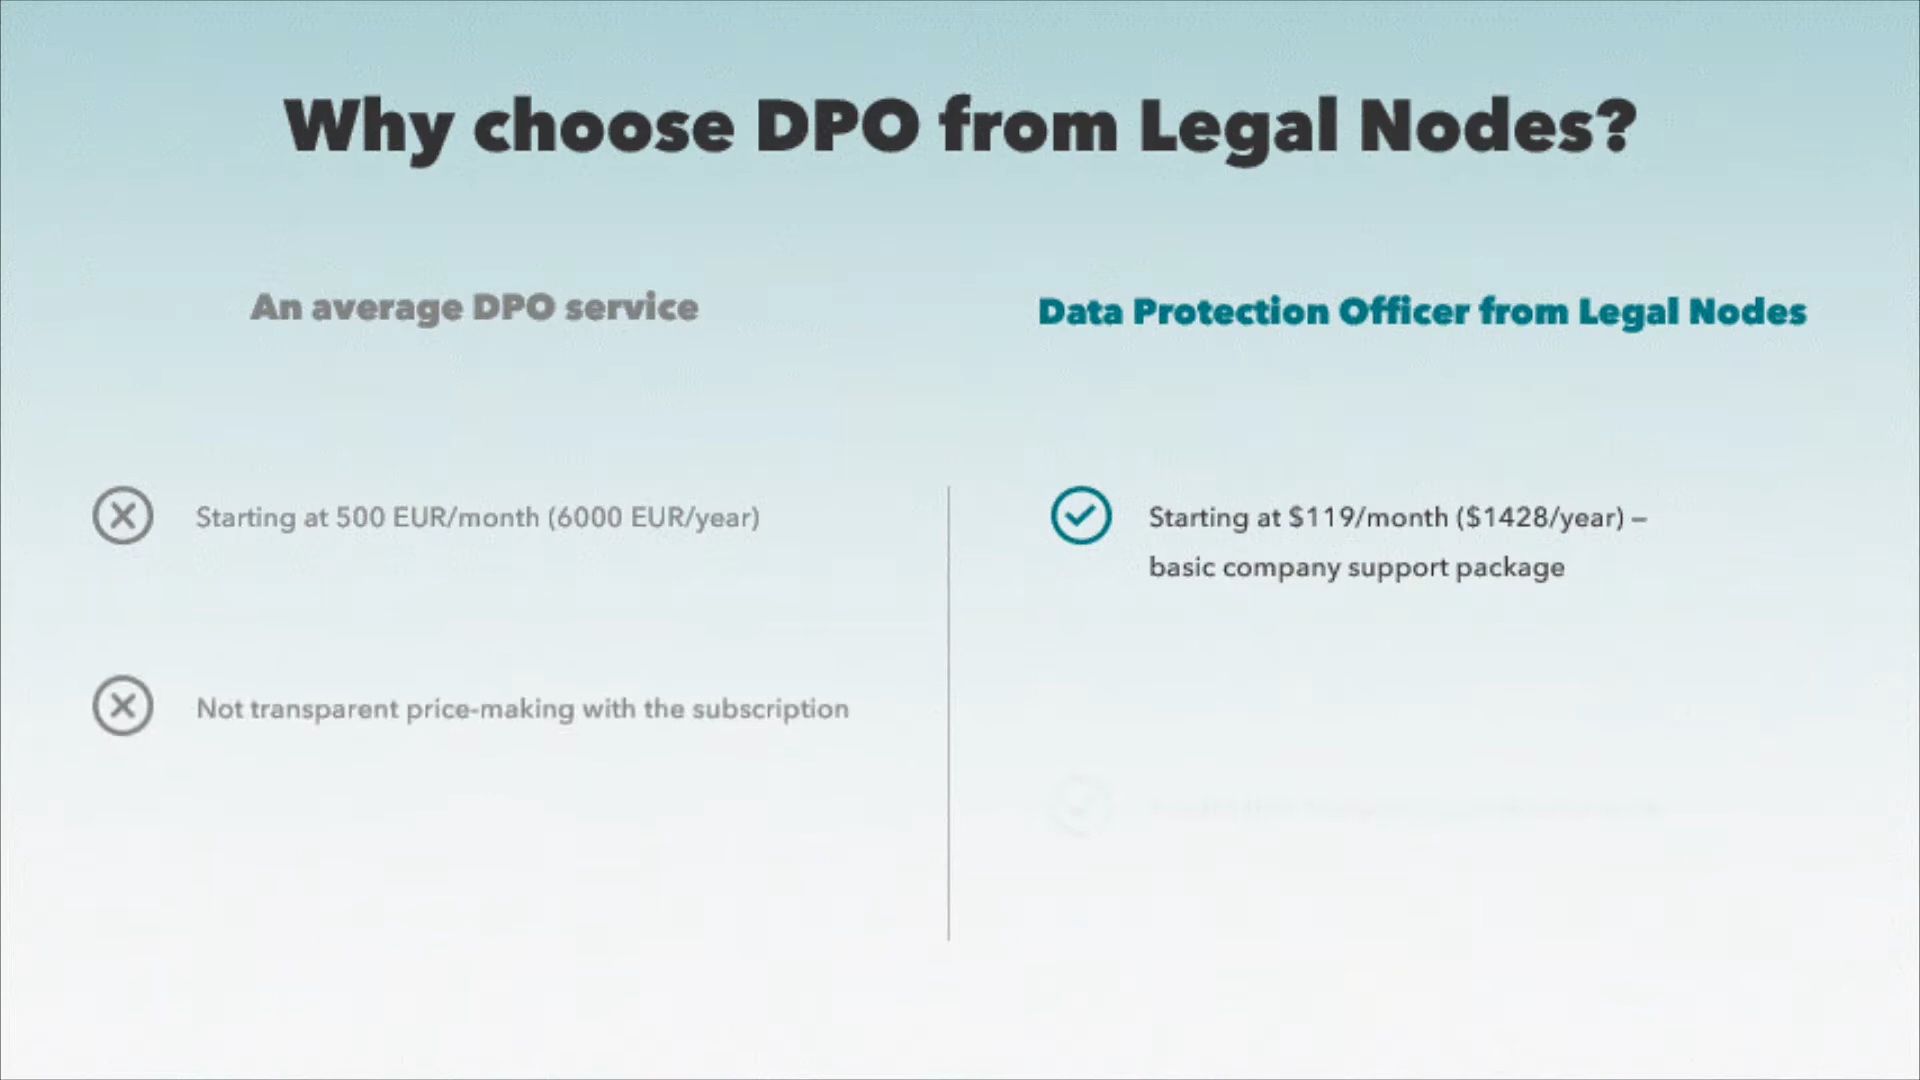 Why choose DPO from Legal Nodes?
An average DPO service
Starting at 500 EUR/month (6000 EUR/year)
Not transparent price-making with the subscription
Data Protection Officer from Legal Nodes
Starting at $119/month ($1428/year) –
basic company support package